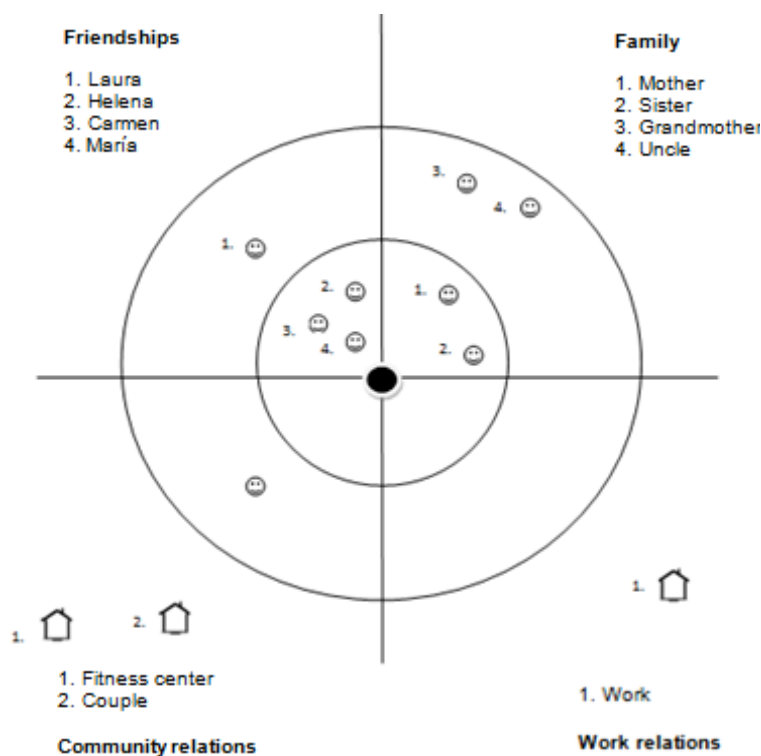 Friendships
1. Laura
2. Helena
3. Carmen
4. María
Family
1. Mother
2. Sister
3. Grandmother
4. Uncle
3.
4.
1.
2.
1.
3.
4.
2.
1.
1.
2.
1. Fitness center
2. Couple
Community relations
1. Work
Work relations